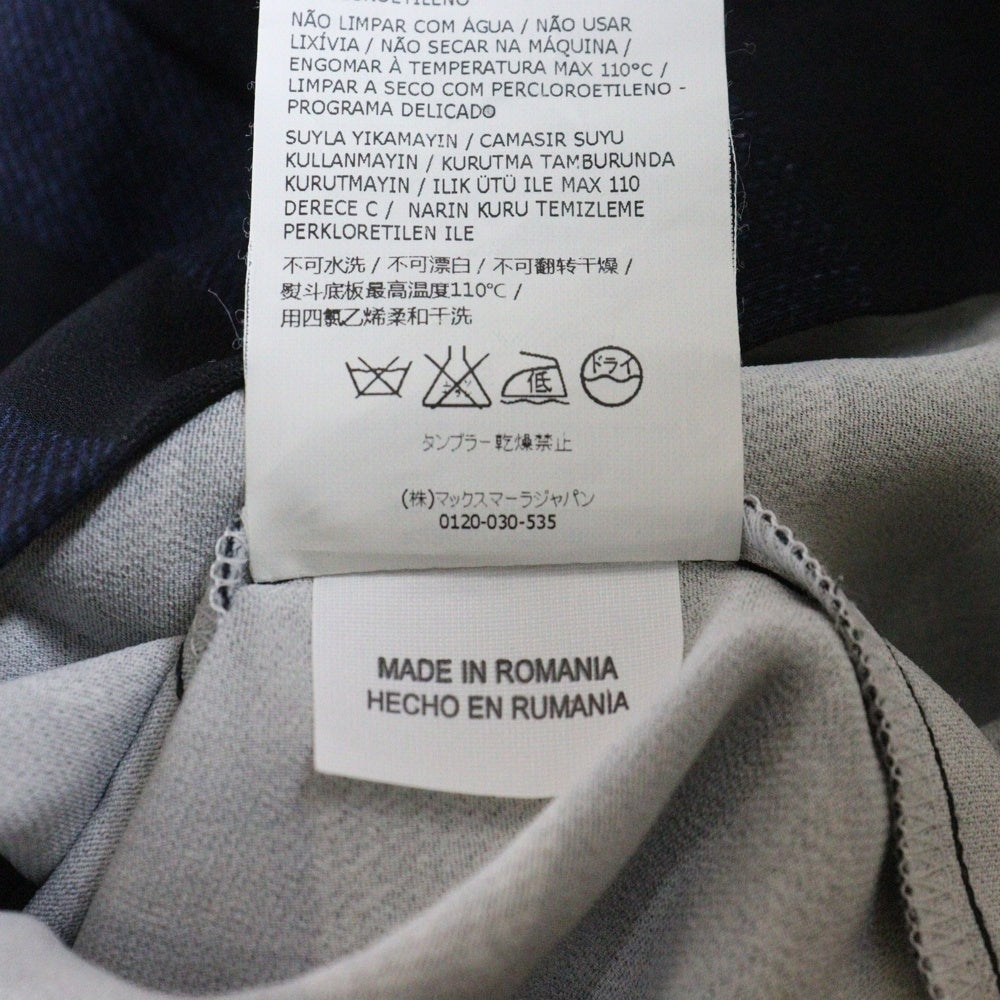 NÃO LIMPAR COM ÁGUA / NÃO USAR
LIXÍVIA / NÃO SECAR NA MÁQUINA /
ENGOMAR À TEMPERATURA MAX 110°C /
LIMPAR A SECO COM PERCLOROETILENO -
PROGRAMA DELICADO
SUYLA YIKAMAYIN / CAMASIR SUYU
KULLANMAYIN / KURUTMA TAMBURUNDA
KURUTMAYIN / ILIK ÜTÜ ILE MAX 110
DERECE C / NARIN KURU TEMIZLEME
PERKLORETILEN ILE
不可水洗 / 不可漂白 / 不可翻转干燥 /
熨斗底板最高温度110°C /
用四氯乙烯柔和干洗
低 ドライ
タンブラー乾燥禁止
(株)マックスマーラジャパン
0120-030-535
MADE IN ROMANIA
HECHO EN RUMANIA